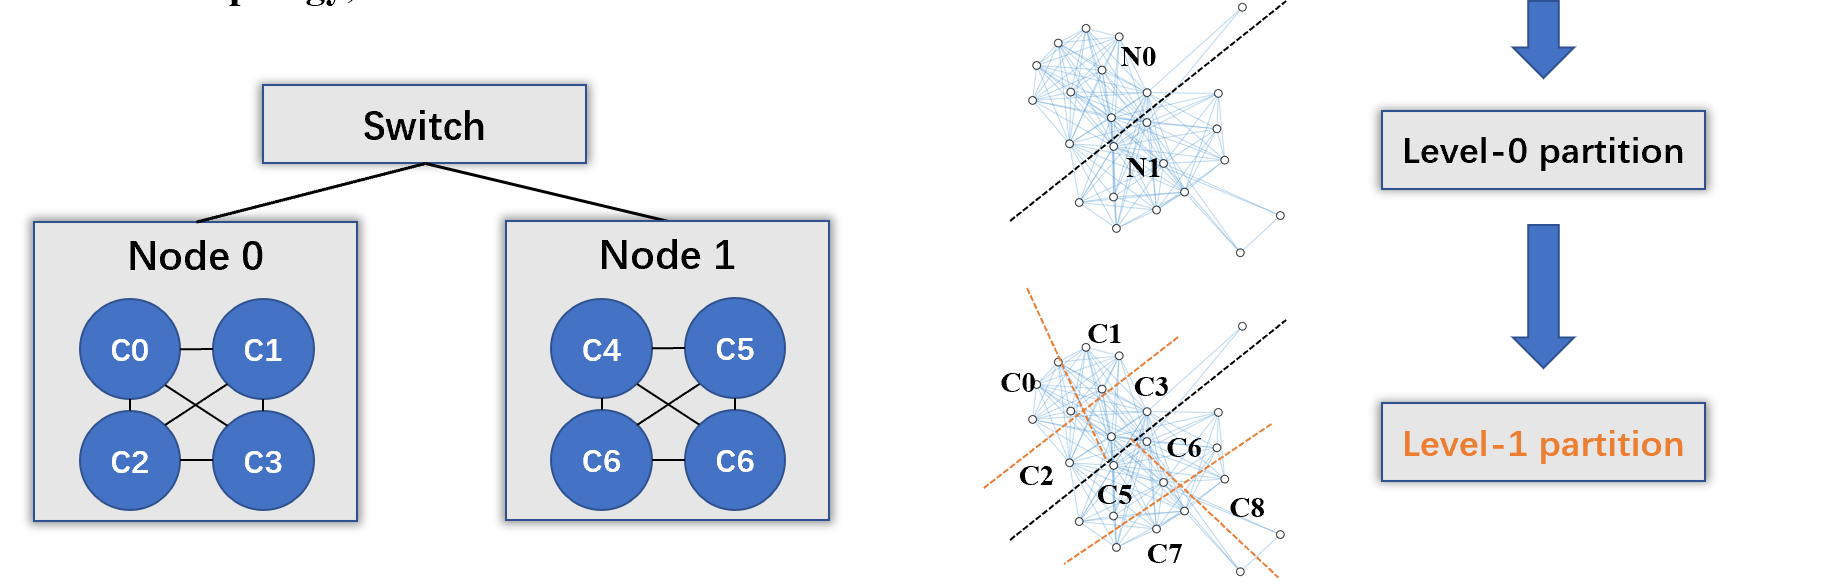 Switch
Node 0
Node 1
C0
C1
C4
C5
C2
C3
C6
C6
N0
N1
C1
C0
C3
C2
C6
C5
C8
C7
Level-0 partition
Level-1 partition